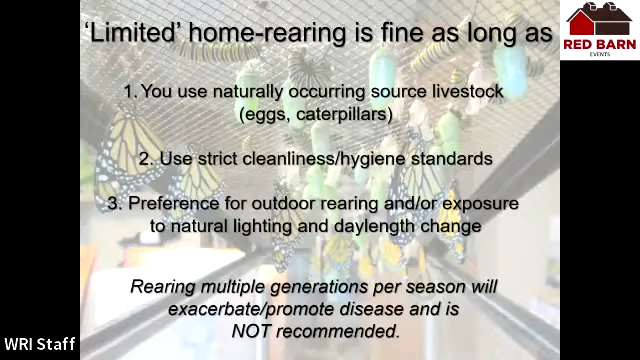 ‘Limited’ home-rearing is fine as long as
RED BARN
EVENTS
1. You use naturally occurring source livestock
(eggs, caterpillars)
2. Use strict cleanliness/hygiene standards
3. Preference for outdoor rearing and/or exposure
to natural lighting and daylength change
Rearing multiple generations per season will
exacerbate/promote disease and is
NOT recommended.
WRI Staff